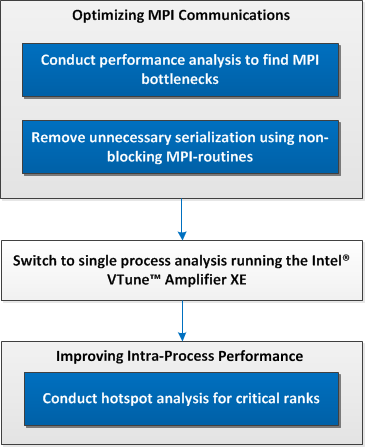 Optimizing MPI Communications
Conduct performance analysis to find MPI
bottlenecks
Remove unnecessary serialization using non-
blocking MPI-routines
Switch to single process analysis running the Intel®
VTune™ Amplifier XE
Improving Intra-Process Performance
Conduct hotspot analysis for critical ranks